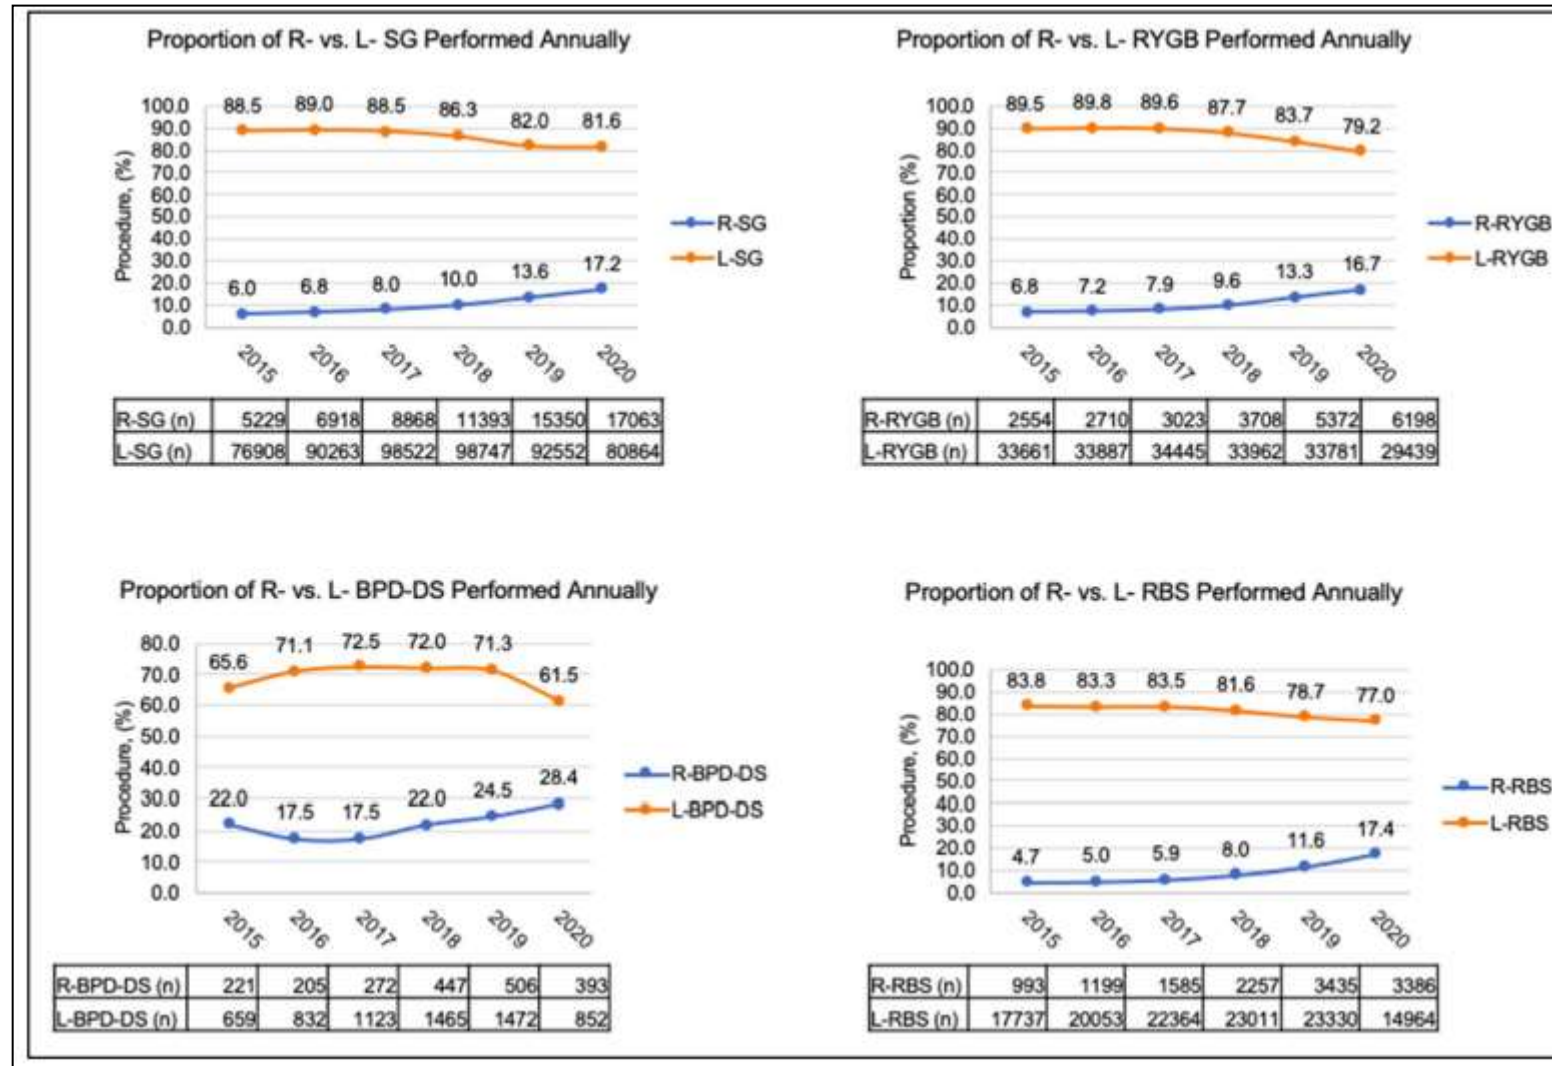 Proportion of R- vs. L- SG Performed Annually
88.5 89.0 88.5 86.3 82.0 81.6
100.0
90.0
80.0
70.0
60.0
50.0
40.0
30.0
20.0
10.0
0.0
Procedure, (%)
6.0 6.8 8.0 10.0 13.6 17.2
R-SG
L-SG
2015 2016 2017 2018 2019 2020
R-SG (n) 5229 6918 8868 11393 15350 17063
L-SG (n) 76908 90263 98522 98747 92552 80864
Proportion of R- vs. L- RYGB Performed Annually
89.5 89.8 89.6 87.7 83.7 79.2
100.0
90.0
80.0
70.0
60.0
50.0
40.0
30.0
20.0
10.0
0.0
Proportion (%)
6.8 7.2 7.9 9.6 13.3 16.7
R-RYGB
L-RYGB
2015 2016 2017 2018 2019 2020
R-RYGB (n) 2554 2710 3023 3708 5372 6198
L-RYGB (n) 33661 33887 34445 33962 33781 29439
Proportion of R- vs. L- BPD-DS Performed Annually
65.6 71.1 72.5 72.0 71.3 61.5
80.0
70.0
60.0
50.0
40.0
30.0
20.0
10.0
0.0
Procedure, (%)
22.0 17.5 17.5 22.0 24.5 28.4
R-BPD-DS
L-BPD-DS
2015 2016 2017 2018 2019 2020
R-BPD-DS (n) 221 205 272 447 506 393
L-BPD-DS (n) 659 832 1123 1465 1472 852
Proportion of R- vs. L- RBS Performed Annually
83.8 83.3 83.5 81.6 78.7 77.0
100.0
90.0
80.0
70.0
60.0
50.0
40.0
30.0
20.0
10.0
0.0
Procedure, (%)
4.7 5.0 5.9 8.0 11.6 17.4
R-RBS
L-RBS
2015 2016 2017 2018 2019 2020
R-RBS (n) 993 1199 1585 2257 3435 3386
L-RBS (n) 17737 20053 22364 23011 23330 14964